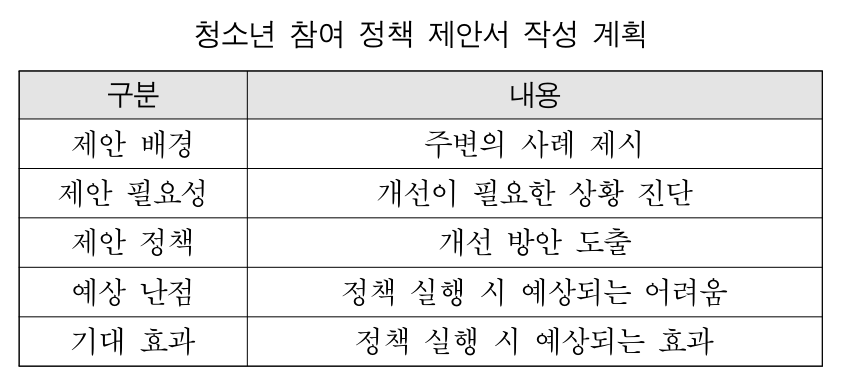 청소년 참여 정책 제안서 작성 계획
구분 내용
제안 배경 주변의 사례 제시
제안 필요성 개선이 필요한 상황 진단
제안 정책 개선 방안 도출
예상 난점 정책 실행 시 예상되는 어려움
기대 효과 정책 실행 시 예상되는 효과